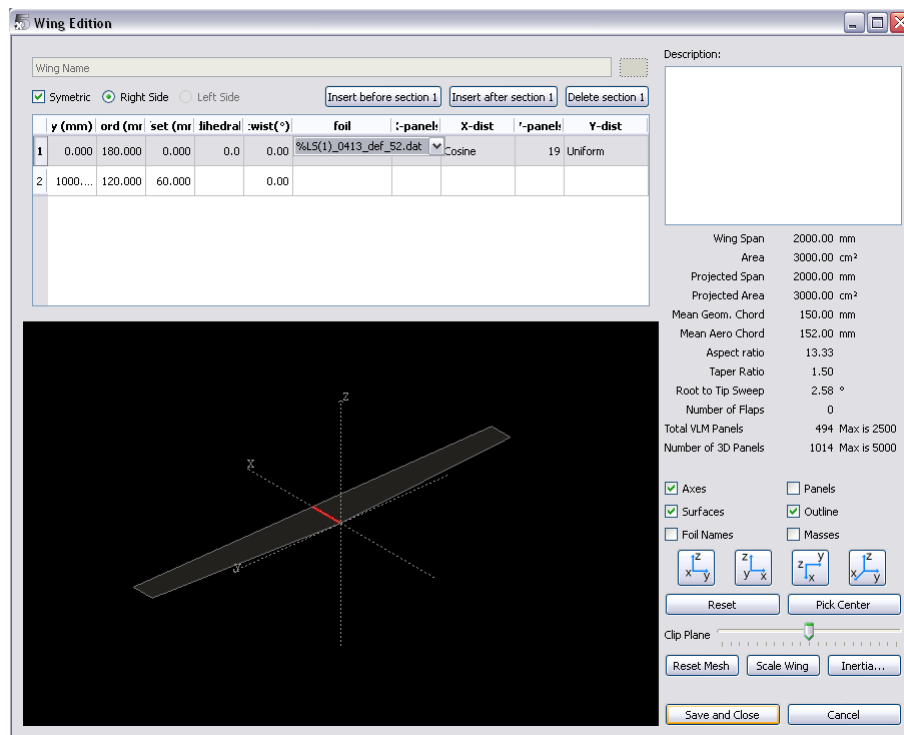 Wing Edition
Description:
Wing Name
Symetric Right Side Left Side Insert before section 1 Insert after section 1 Delete section 1
y (mm) ord (mr 'set (mr dihedral :wist(°) foil -panel: X-dist '-panel: Y-dist
1 0.000 180.000 0.000 0.0 0.00 %LS(1)_0413_def_52.dat Cosine 19 Uniform
2 1000.... 120.000 60.000 0.00
Wing Span 2000.00 mm
Area 3000.00 cm²
Projected Span 2000.00 mm
Projected Area 3000.00 cm²
Mean Geom. Chord 150.00 mm
Mean Aero Chord 152.00 mm
Aspect ratio 13.33
Taper Ratio 1.50
Root to Tip Sweep 2.58 °
Number of Flaps 0
Total VLM Panels 494 Max is 2500
Number of 3D Panels 1014 Max is 5000
Z
X
Y
Axes Panels
Surfaces Outline
Foil Names Masses
z x y z y x z y x z x y
Reset Pick Center
Clip Plane
Reset Mesh Scale Wing Inertia...
Save and Close Cancel